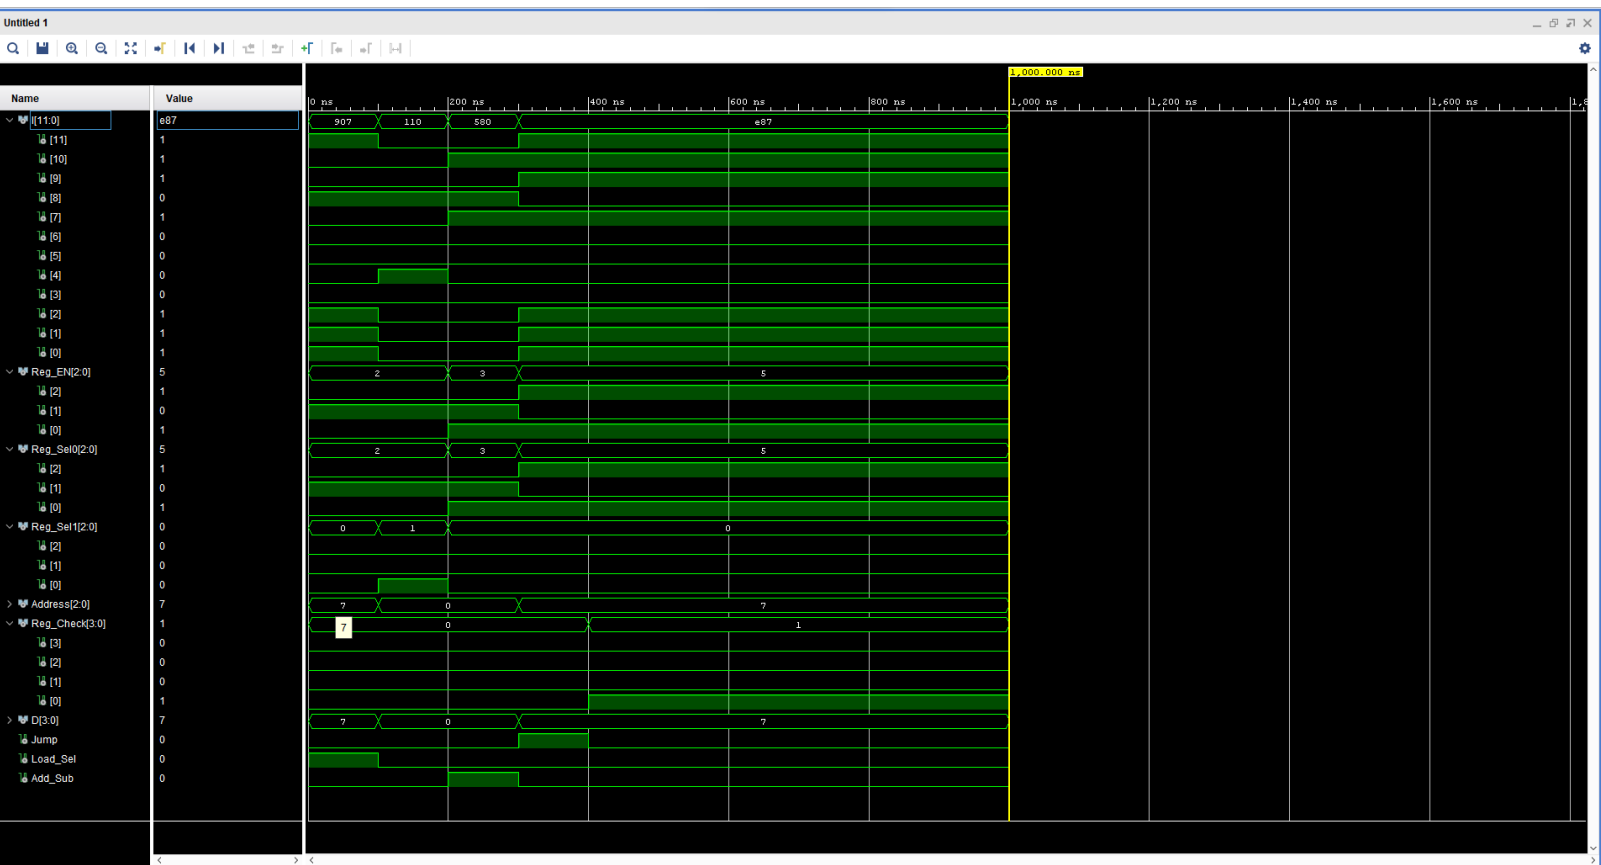 Untitled 1
1,000.000 ns
Name Value
0 ns 200 ns 400 ns 600 ns 800 ns 1,000 ns 1,200 ns 1,400 ns 1,600 ns 1,8
I[11:0] e87 907 110 580 e87
[11] 1
[10] 1
[9] 1
[8] 0
[7] 1
[6] 0
[5] 0
[4] 0
[3] 0
[2] 1
[1] 1
[0] 1
Reg_EN[2:0] 5 2 3 5
[2] 1
[1] 0
[0] 1
Reg_Sel0[2:0] 5 2 3 5
[2] 1
[1] 0
[0] 1
Reg_Sel1[2:0] 0 0 1 0
[2] 0
[1] 0
[0] 0
Address[2:0] 7 7 0 7
Reg_Check[3:0] 1 7 0 1
[3] 0
[2] 0
[1] 0
[0] 1
D[3:0] 7 7 0 7
Jump 0
Load_Sel 0
Add_Sub 0